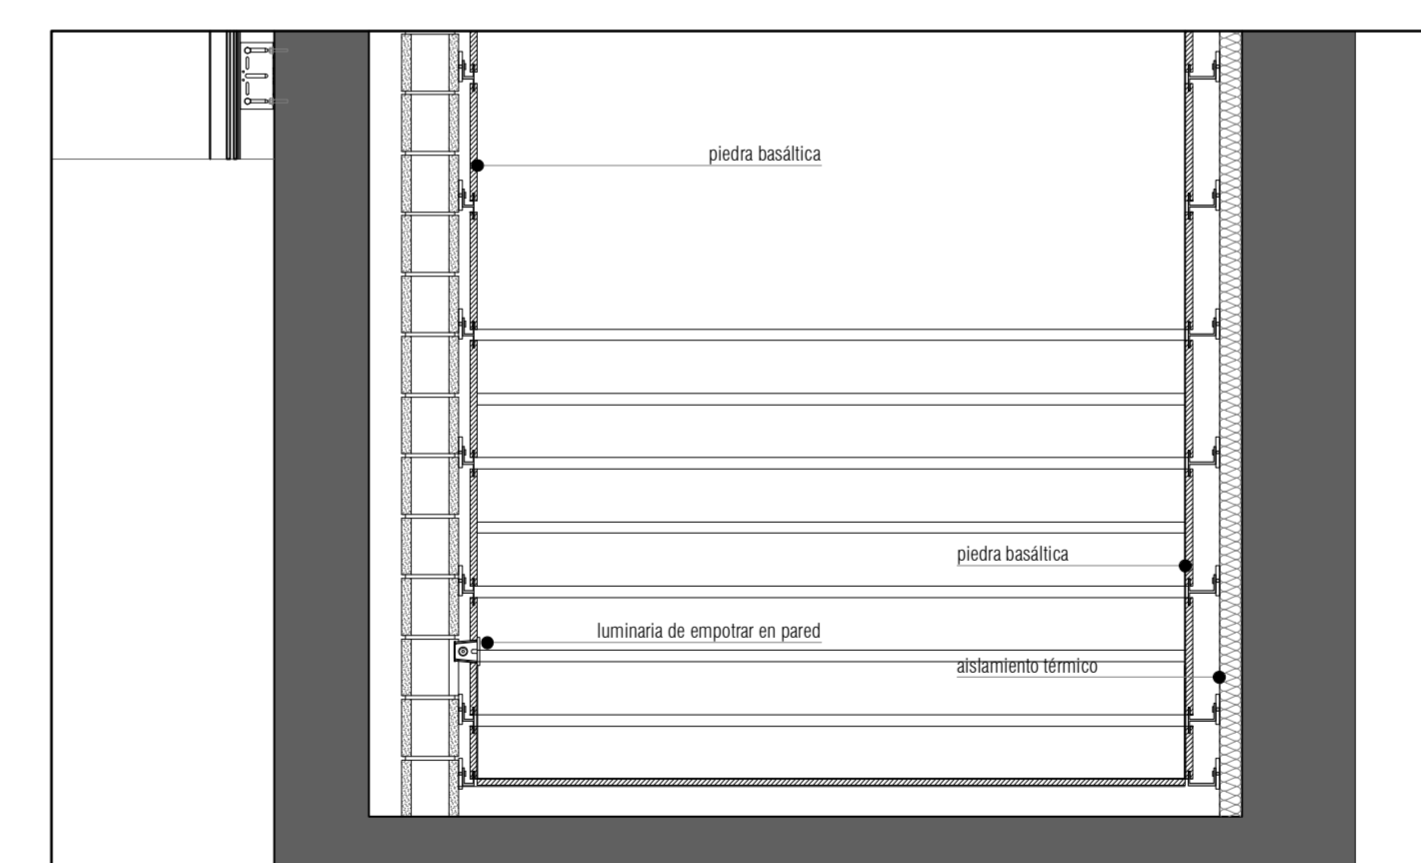 piedra basáltica
piedra basáltica
luminaria de empotrar en pared
aislamiento térmico